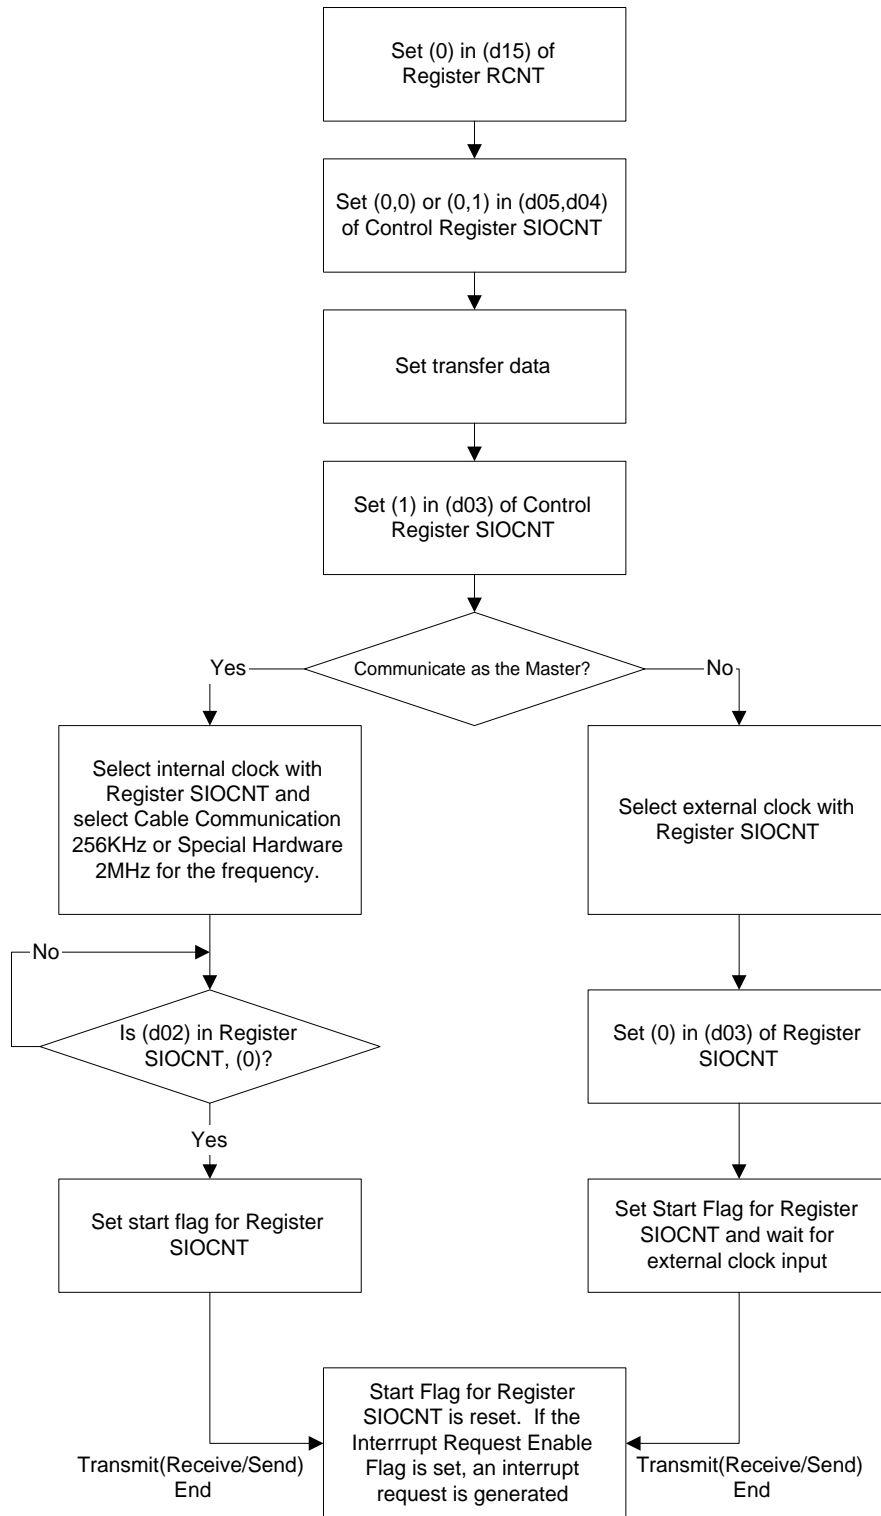 Set (0) in (d15) of
Register RCNT
Set (0,0) or (0,1) in (d05,d04)
of Control Register SIOCNT
Set transfer data
Set (1) in (d03) of Control
Register SIOCNT
Communicate as the Master?
Yes
No
Select internal clock with
Register SIOCNT and
select Cable Communication
256KHz or Special Hardware
2MHz for the frequency.
Select external clock with
Register SIOCNT
No
Is (d02) in Register
SIOCNT, (0)?
Set (0) in (d03) of Register
SIOCNT
Yes
Set start flag for Register
SIOCNT
Set Start Flag for Register
SIOCNT and wait for
external clock input
Start Flag for Register
SIOCNT is reset.  If the
Interrrupt Request Enable
Flag is set, an interrupt
request is generated
Transmit(Receive/Send)
End
Transmit(Receive/Send)
End